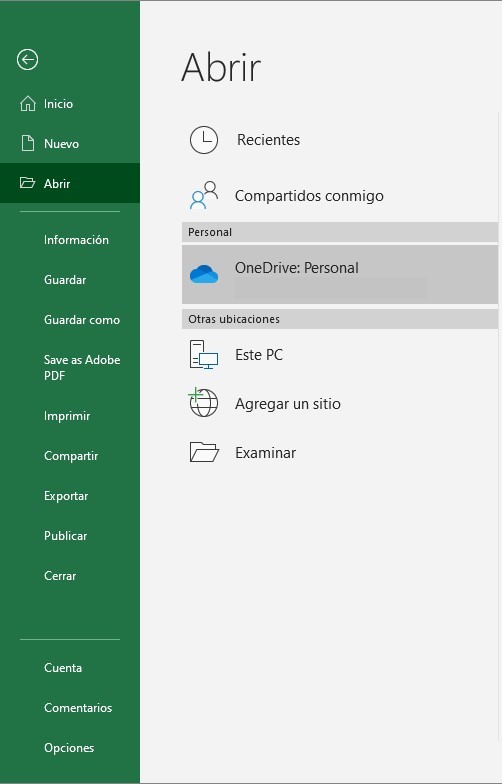 Inicio
Nuevo
Abrir
Información
Guardar
Guardar como
Save as Adobe
PDF
Imprimir
Compartir
Exportar
Publicar
Cerrar
Cuenta
Comentarios
Opciones
Abrir
Recientes
Compartidos conmigo
Personal
OneDrive: Personal
Otras ubicaciones
Este PC
Agregar un sitio
Examinar